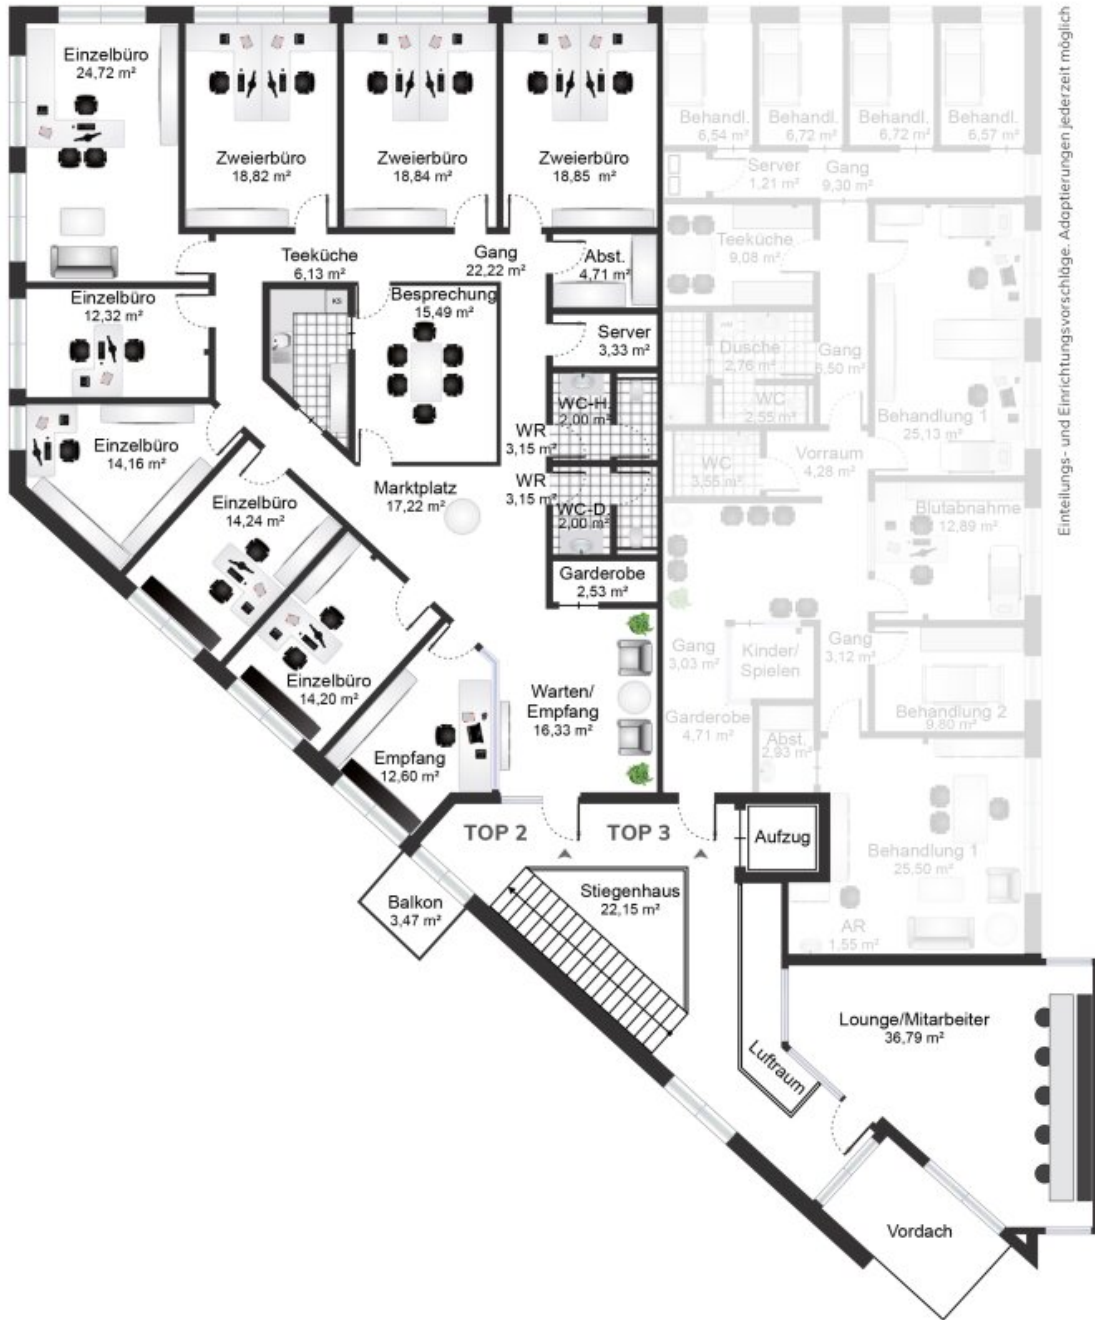 Einzelbüro
24,72 m²
Zweierbüro
18,82 m²
Zweierbüro
18,84 m²
Zweierbüro
18,85 m²
Behandl.
6,54 m²
Behandl.
6,72 m²
Behandl.
6,72 m²
Behandl.
6,57 m²
Einteilungs- und Einrichtungsvorschläge. Adaptierungen jederzeit möglich
Server
1,21 m²
Gang
9,30 m²
Teeküche
6,13 m²
Gang
22,22 m²
Abst.
4,71 m²
Teeküche
9,08 m²
Einzelbüro
12,32 m²
KS
Besprechung
15,49 m²
Server
3,33 m²
Dusche
2,76 m²
Gang
6,50 m²
WC
2,55 m²
Einzelbüro
14,16 m²
WC-H.
2,00 m²
WR
3,15 m²
Behandlung 1
25,13 m²
Vorraum
4,28 m²
WC
3,55 m²
Marktplatz
17,22 m²
WR
3,15 m²
WC-D.
2,00 m²
Einzelbüro
14,24 m²
Blutabnahme
12,89 m²
Garderobe
2,53 m²
Gang
3,03 m²
Kinder/
Spielen
Gang
3,12 m²
Einzelbüro
14,20 m²
Warten/
Empfang
16,33 m²
Garderobe
4,71 m²
Behandlung 2
9,80 m²
Abst.
2,93 m²
Empfang
12,60 m²
TOP 2
TOP 3
Aufzug
Behandlung 1
25,50 m²
Balkon
3,47 m²
Stiegenhaus
22,15 m²
AR
1,55 m²
Lounge/Mitarbeiter
36,79 m²
Luftraum
Vordach